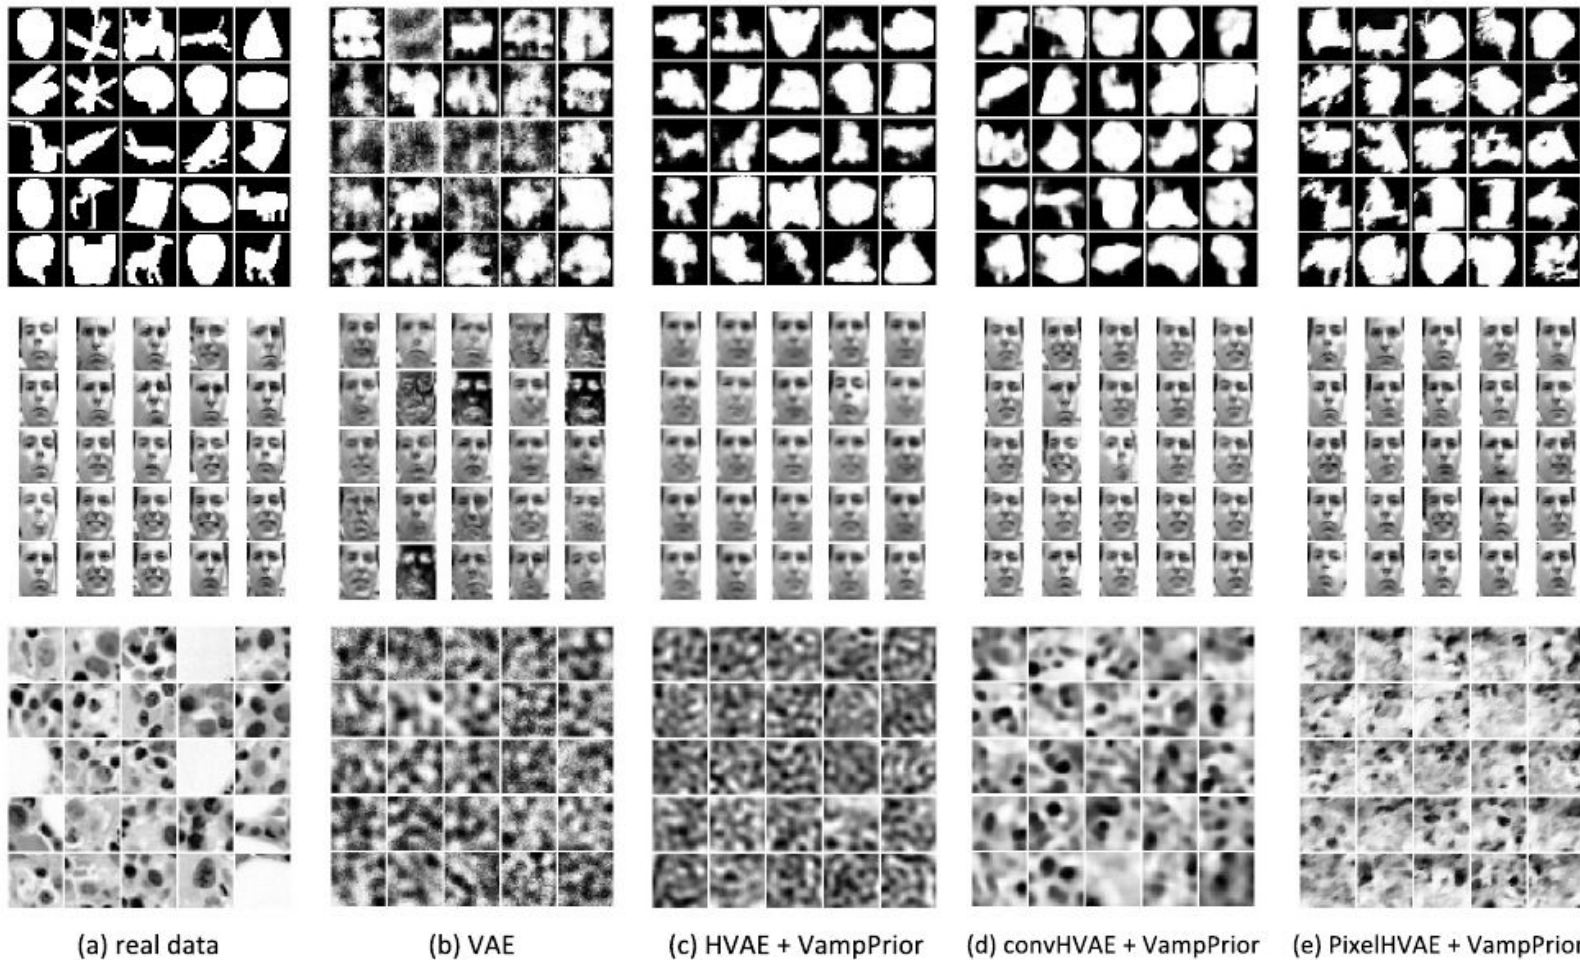 (a) real data
(b) VAE
(c) HVAE + VampPrior
(d) convHVAE + VampPrior
(e) PixelHVAE + VampPrior